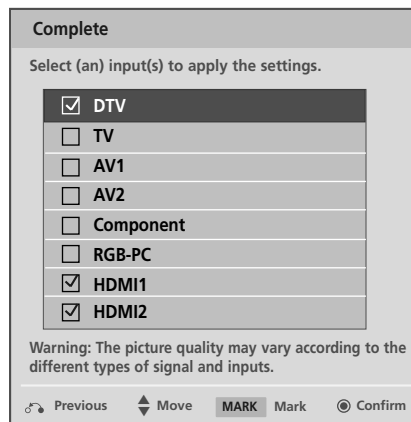 Complete
Select (an) input(s) to apply the settings.
DTV
TV
AV1
AV2
Component
RGB-PC
HDMI1
HDMI2
Warning: The picture quality may vary according to the
different types of signal and inputs.
Previous Move MARK Mark Confirm